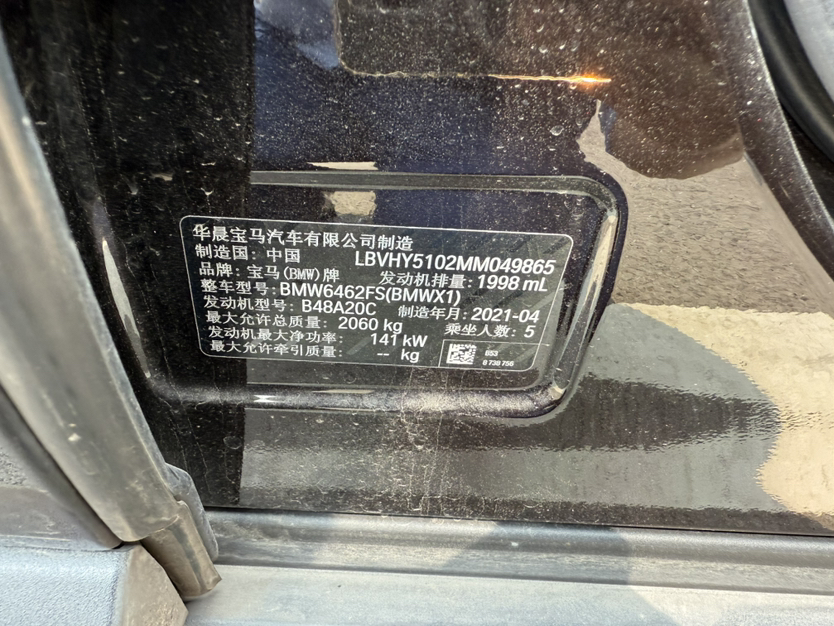 华晨宝马汽车有限公司制造
制造国：中国 LBVHY5102MM049865
品牌：宝马(BMW)牌 发动机排量：1998 mL
整车型号：BMW6462FS(BMWX1)
发动机型号：B48A20C 制造年月：2021-04
最大允许总质量：2060 kg 乘坐人数：5
发动机最大净功率：141 kW
最大允许牵引质量：-- kg
B53
8 738 756